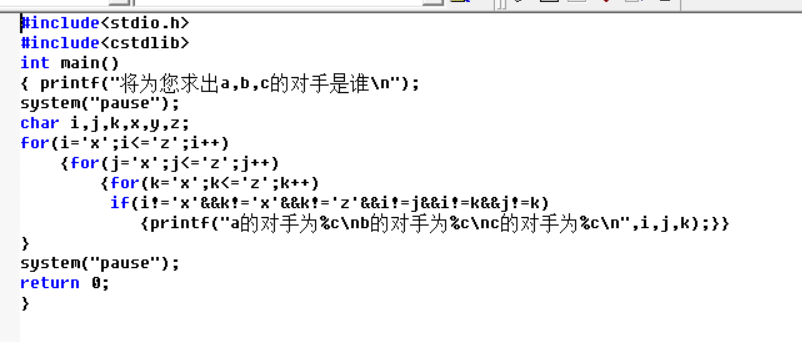 #include<stdio.h>
#include<cstdlib>
int main()
{ printf("将为您求出a,b,c的对手是谁\n");
system("pause");
char i,j,k,x,y,z;
for(i='x';i<='z';i++)
    {for(j='x';j<='z';j++)
        {for(k='x';k<='z';k++)
         if(i!='x'&&k!='x'&&k!='z'&&i!=j&&i!=k&&j!=k)
            {printf("a的对手为%c\nb的对手为%c\nc的对手为%c\n",i,j,k);}}
}
system("pause");
return 0;
}